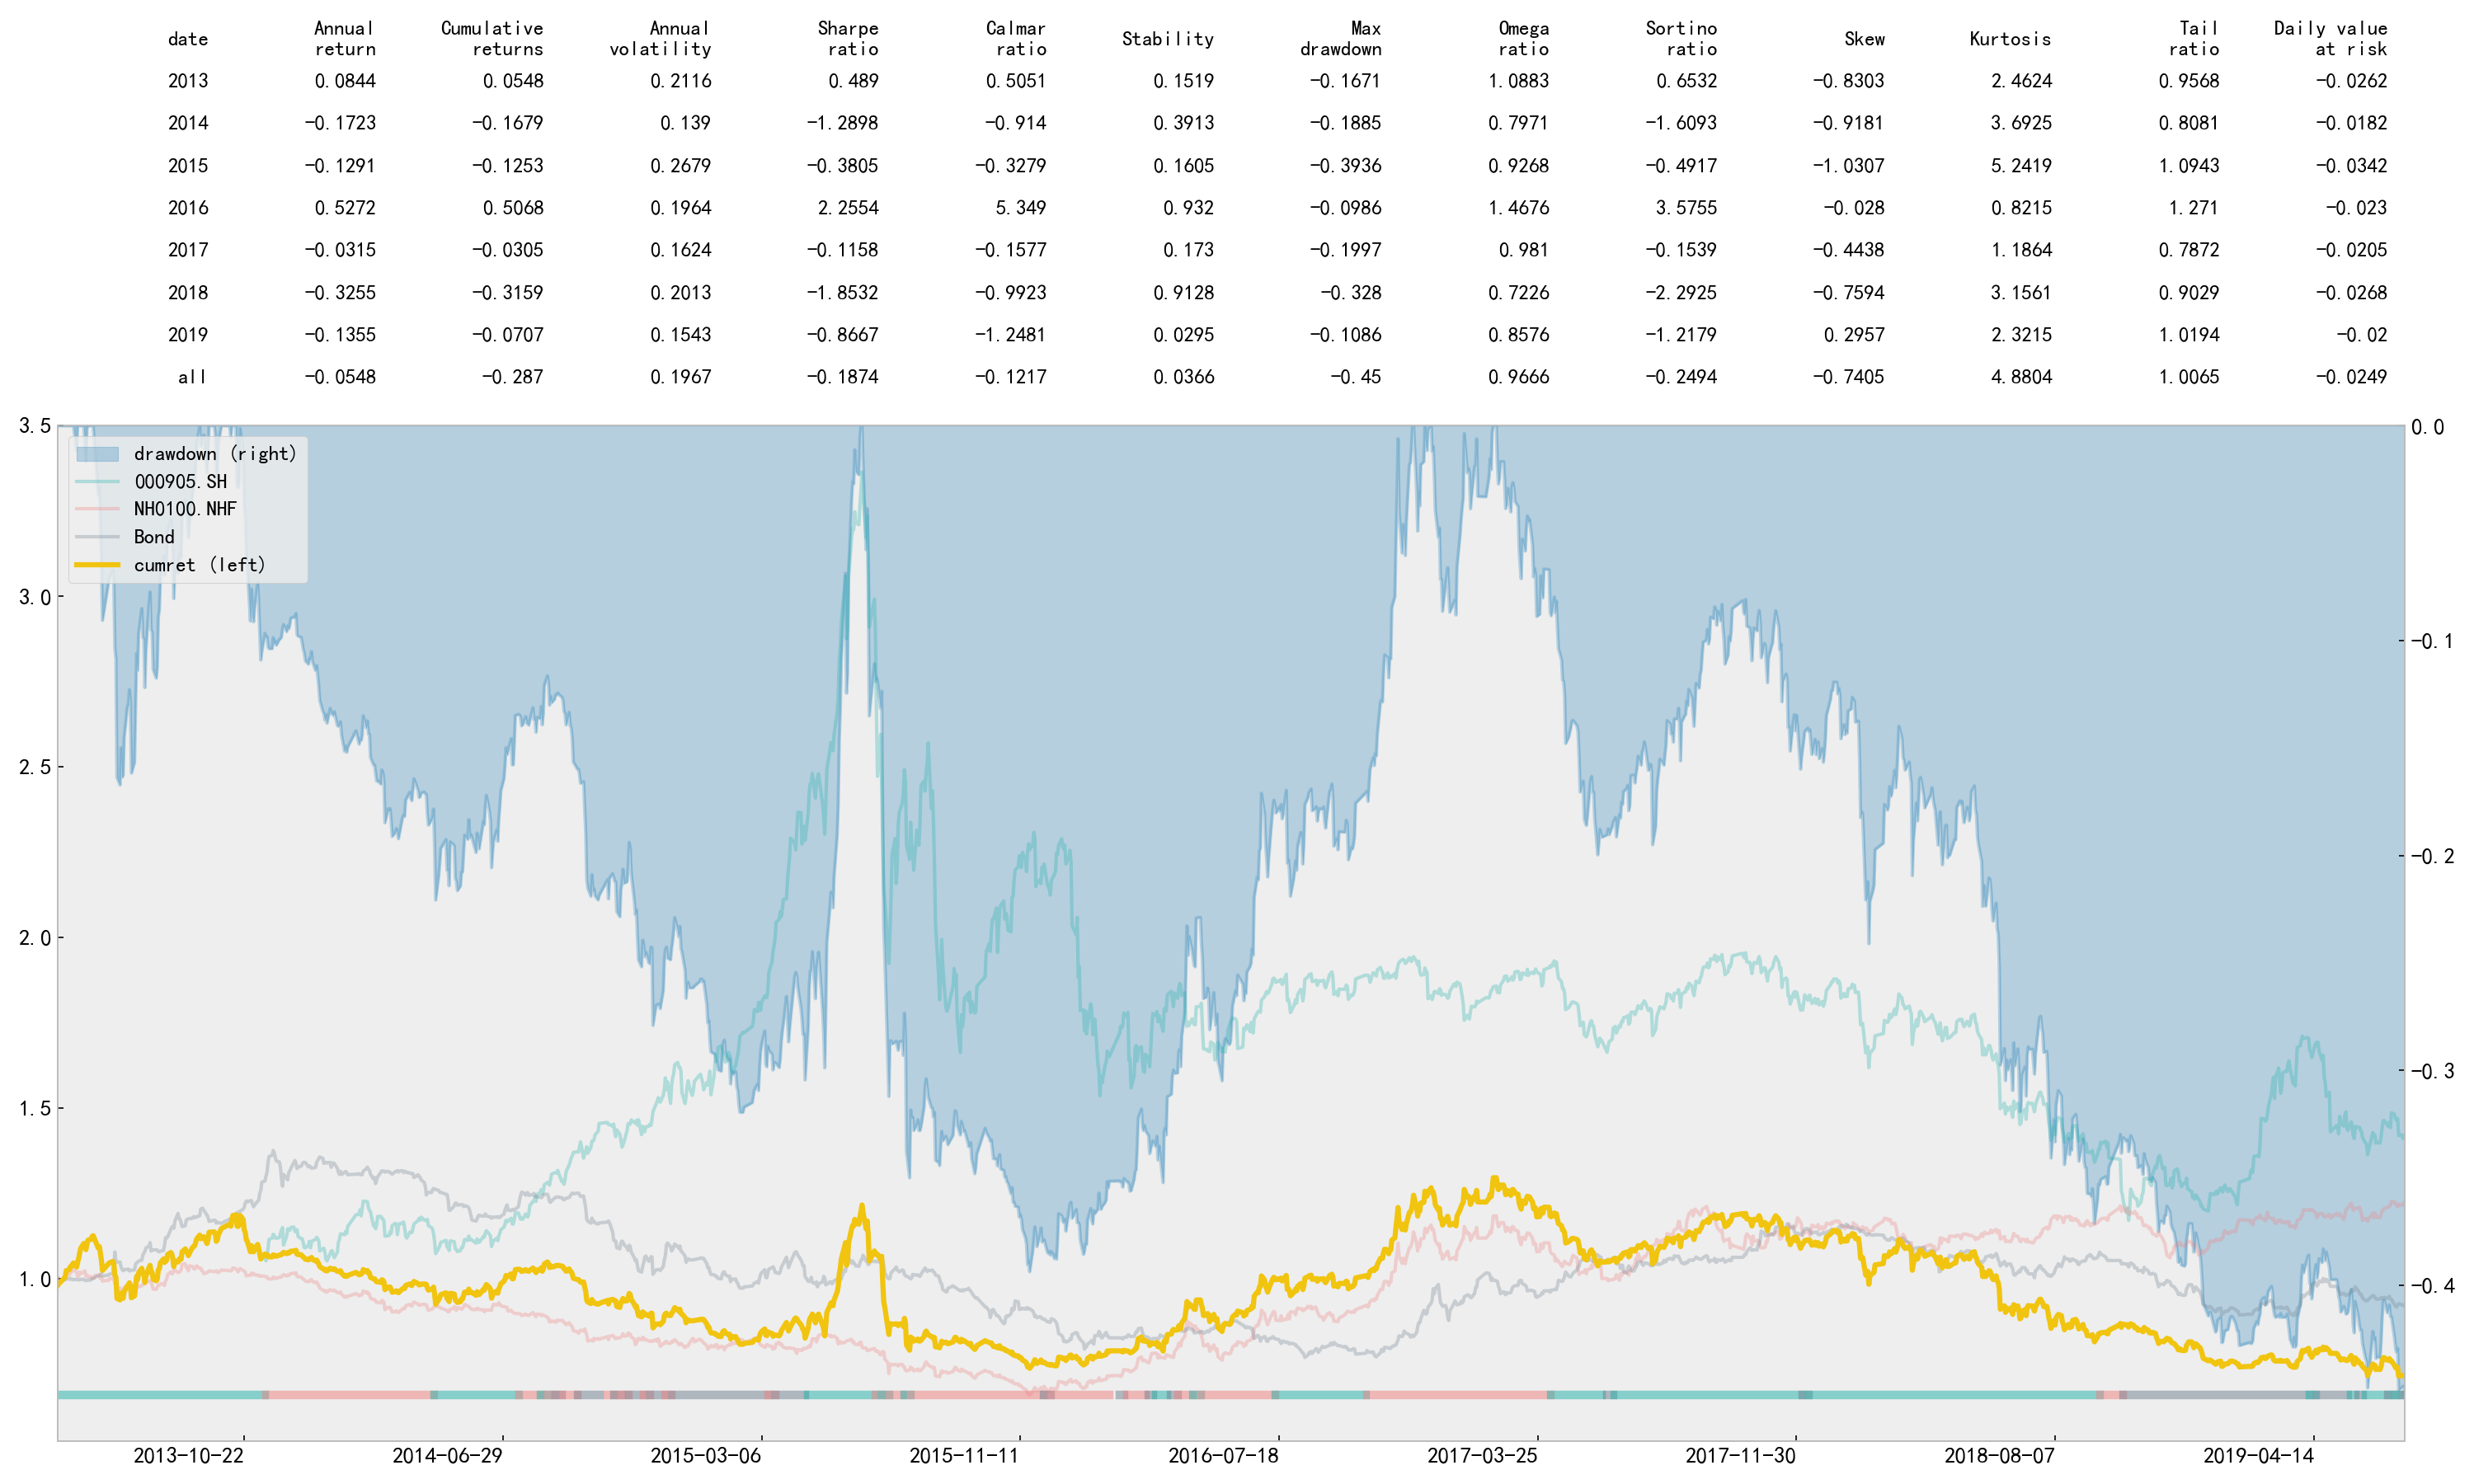 date Annual return Cumulative returns Annual volatility Sharpe ratio Calmar ratio Stability Max drawdown Omega ratio Sortino ratio Skew Kurtosis Tail ratio Daily value at risk
2013 0.0844 0.0548 0.2116 0.489 0.5051 0.1519 -0.1671 1.0883 0.6532 -0.8303 2.4624 0.9568 -0.0262
2014 -0.1723 -0.1679 0.139 -1.2898 -0.914 0.3913 -0.1885 0.7971 -1.6093 -0.9181 3.6925 0.8081 -0.0182
2015 -0.1291 -0.1253 0.2679 -0.3805 -0.3279 0.1605 -0.3936 0.9268 -0.4917 -1.0307 5.2419 1.0943 -0.0342
2016 0.5272 0.5068 0.1964 2.2554 5.349 0.932 -0.0986 1.4676 3.5755 -0.028 0.8215 1.271 -0.023
2017 -0.0315 -0.0305 0.1624 -0.1158 -0.1577 0.173 -0.1997 0.981 -0.1539 -0.4438 1.1864 0.7872 -0.0205
2018 -0.3255 -0.3159 0.2013 -1.8532 -0.9923 0.9128 -0.328 0.7226 -2.2925 -0.7594 3.1561 0.9029 -0.0268
2019 -0.1355 -0.0707 0.1543 -0.8667 -1.2481 0.0295 -0.1086 0.8576 -1.2179 0.2957 2.3215 1.0194 -0.02
all -0.0548 -0.287 0.1967 -0.1874 -0.1217 0.0366 -0.45 0.9666 -0.2494 -0.7405 4.8804 1.0065 -0.0249
3.5
3.0
2.5
2.0
1.5
1.0
drawdown (right)
000905.SH
NH0100.NHF
Bond
cumret (left)
0.0
-0.1
-0.2
-0.3
-0.4
2013-10-22 2014-06-29 2015-03-06 2015-11-11 2016-07-18 2017-03-25 2017-11-30 2018-08-07 2019-04-14